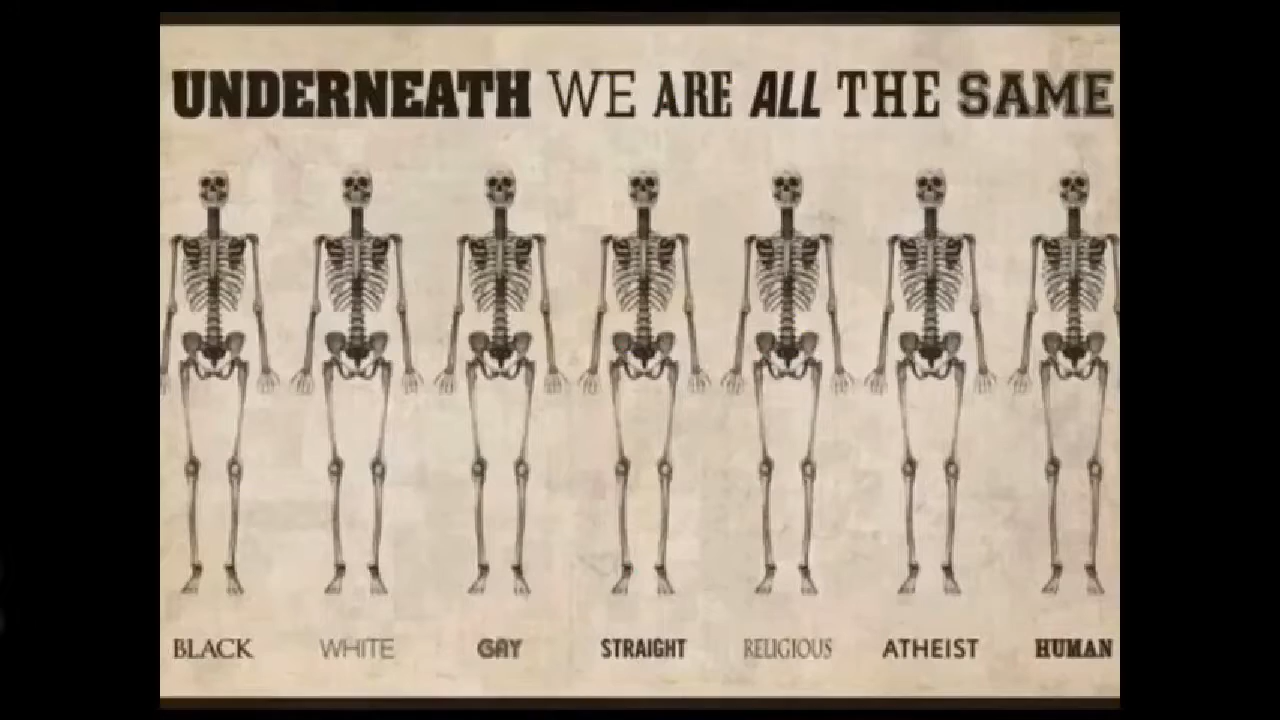 UNDERNEATH WE ARE ALL THE SAME
BLACK WHITE GAY STRAIGHT RELIGIOUS ATHEIST HUMAN